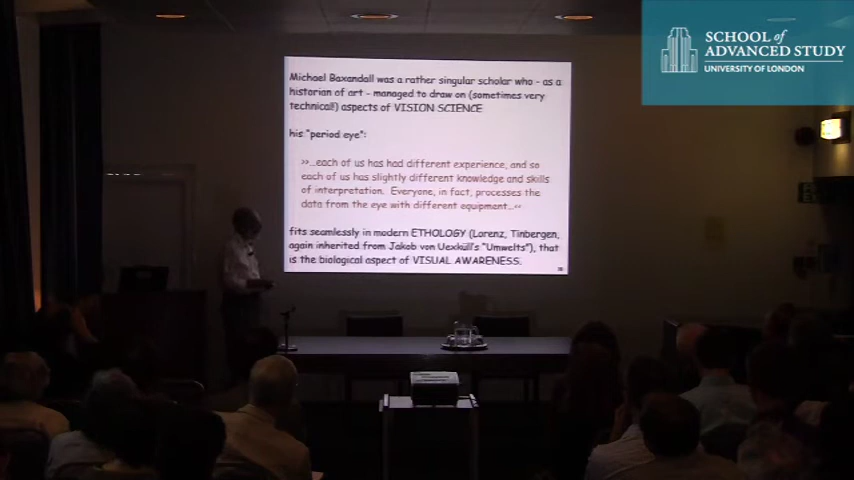 SCHOOL of
ADVANCED STUDY
UNIVERSITY OF LONDON
Michael Baxandall was a rather singular scholar who - as a
historian of art - managed to draw on (sometimes very
technical!) aspects of VISION SCIENCE
his "period eye":
»...each of us has had different experience, and so
each of us has slightly different knowledge and skills
of interpretation. Everyone, in fact, processes the
data from the eye with different equipment...«
fits seamlessly in modern ETHOLOGY (Lorenz, Tinbergen,
again inherited from Jakob von Uexküll's "Umwelts"), that
is the biological aspect of VISUAL AWARENESS.